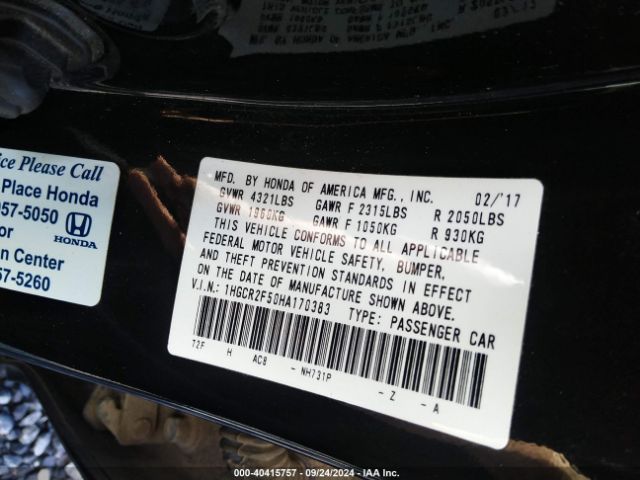 ice Please Call
Place Honda
957-5050
or
HONDA
n Center
57-5260
MFD. BY HONDA OF AMERICA MFG., INC. 02/'17
GVWR 4321LBS GAWR F 2315LBS R 2050LBS
GVWR 1960KG GAWR F 1050KG R 930KG
THIS VEHICLE CONFORMS TO ALL APPLICABLE
FEDERAL MOTOR VEHICLE SAFETY, BUMPER,
AND THEFT PREVENTION STANDARDS IN EFFECT
ON THE DATE OF MANUFACTURE SHOWN ABOVE.
V.I.N.: 1HGCR2F50HA170383 TYPE: PASSENGER CAR
T2F H AC8 - NH731P - Z - A
000-40415757 - 09/24/2024 - IAA Inc.